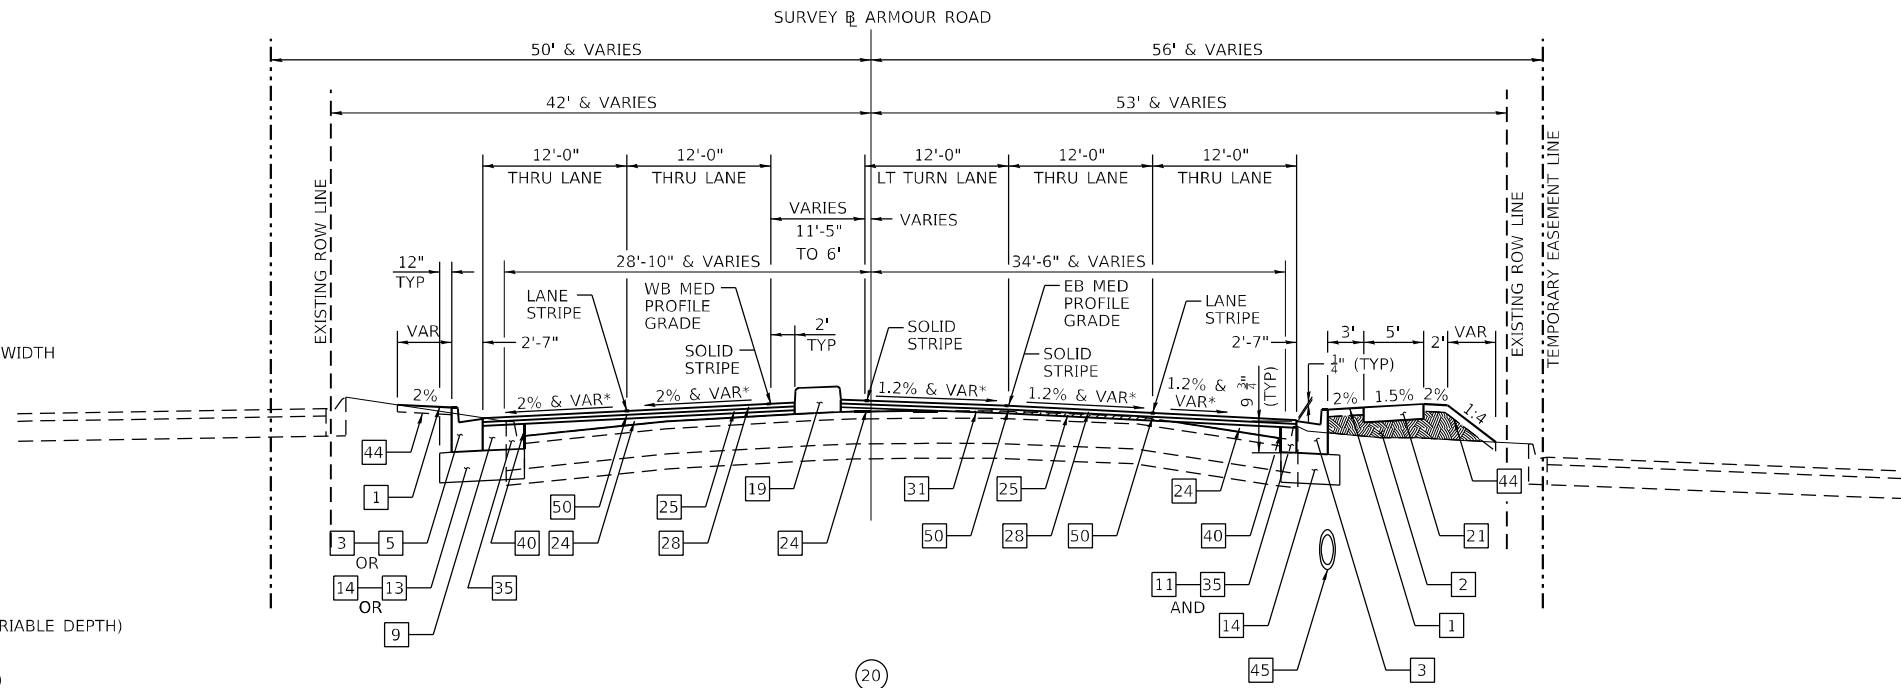 SURVEY ℄ ARMOUR ROAD
50' & VARIES
56' & VARIES
42' & VARIES
53' & VARIES
EXISTING ROW LINE
12'-0"
THRU LANE
12'-0"
THRU LANE
12'-0"
LT TURN LANE
12'-0"
THRU LANE
12'-0"
THRU LANE
EXISTING ROW LINE
TEMPORARY EASEMENT LINE
VARIES
11'-5"
TO 6'
VARIES
28'-10" & VARIES
34'-6" & VARIES
12"
TYP
LANE
STRIPE
WB MED
PROFILE
GRADE
EB MED
PROFILE
GRADE
LANE
STRIPE
VAR
2'-7"
SOLID
STRIPE
2'
TYP
SOLID
STRIPE
SOLID
STRIPE
2'-7"
9 3/4"
(TYP)
1/4" (TYP)
3'
5'
2'
VAR
WIDTH
2%
2% & VAR*
2% & VAR*
1.2% & VAR*
1.2% & VAR*
1.2% &
VAR*
2%
1.5%
2%
1:4
44
1
50
25
19
31
25
24
44
3
5
40
24
28
24
50
28
50
40
21
OR
14
13
35
11
35
2
OR
AND
9
14
1
RIABLE DEPTH)
45
3
20
)